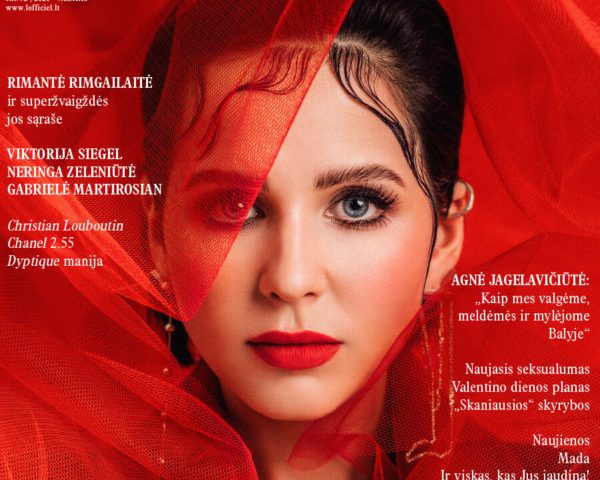 www.lofficiel.lt
RIMANTĖ RIMGAILAITĖ
ir superžvaigždės
jos sąraše
VIKTORIJA SIEGEL
NERINGA ZELENIŪTĖ
GABRIELĖ MARTIROSIAN
Christian Louboutin
Chanel 2.55
Dyptique manija
AGNĖ JAGELAVIČIŪTĖ:
„Kaip mes valgėme,
meldėmės ir mylėjome
Balyje“
Naujasis seksualumas
Valentino dienos planas
„Skaniausios“ skyrybos
Naujienos
Mada
Ir viskas, kas Jus jaudina!